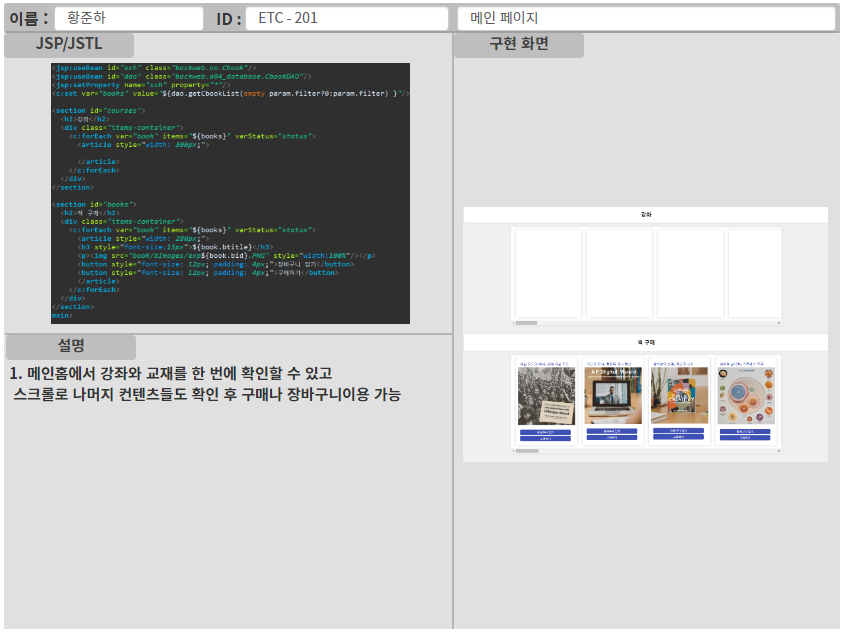 이름 : 황준하 ID : ETC - 201 메인 페이지
JSP/JSTL 구현 화면
<jsp:useBean id="sch" class="backweb.vo.Cbook"/>
<jsp:useBean id="dao" class="backweb.a04_database.CbookDAO"/>
<jsp:setProperty name="sch" property="*"/>
<c:set var="books" value="${dao.getCbookList(empty param.filter?0:param.filter) }"/>
<section id="courses">
<h2>강좌</h2>
<div class="items-container">
<c:forEach var="book" items="${books}" varStatus="status">
<article style="width: 300px;">
</article>
</c:forEach>
</div>
</section>
<section id="books">
<h2>책 구매</h2>
<div class="items-container">
<c:forEach var="book" items="${books}" varStatus="status">
<article style="width: 280px;">
<h3 style="font-size:15px">${book.btitle}</h3>
<p><img src="book/bimages/exp${book.bid}.PNG" style="width:100%"/></p>
<button style="font-size: 12px; padding: 4px;">장바구니 담기</button>
<button style="font-size: 12px; padding: 4px;">구매하기</button>
</article>
</c:forEach>
</div>
</section>
main>
강좌
책 구매
설명
1. 메인홈에서 강좌와 교재를 한 번에 확인할 수 있고
스크롤로 나머지 컨텐츠들도 확인 후 구매나 장바구니이용 가능